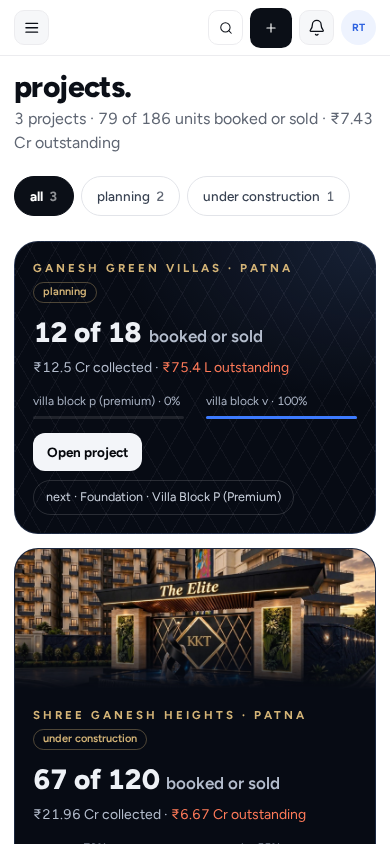 RT
projects.
3 projects · 79 of 186 units booked or sold · ₹7.43
Cr outstanding
all 3 planning 2 under construction 1
GANESH GREEN VILLAS · PATNA
planning
12 of 18 booked or sold
₹12.5 Cr collected · ₹75.4 L outstanding
villa block p (premium) · 0% villa block v · 100%
Open project
next · Foundation · Villa Block P (Premium)
The Elite
KKT
SHREE GANESH HEIGHTS · PATNA
under construction
67 of 120 booked or sold
₹21.96 Cr collected · ₹6.67 Cr outstanding